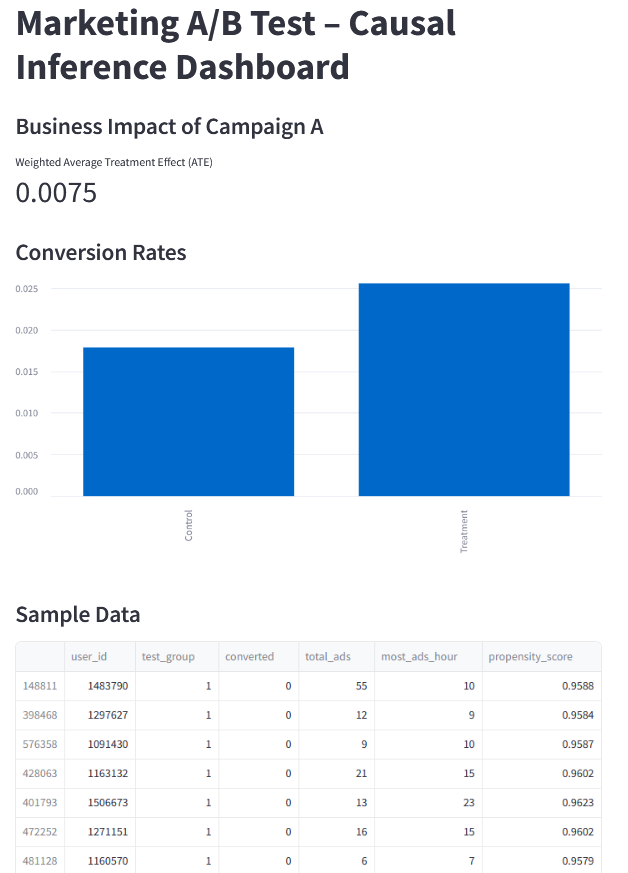 Marketing A/B Test – Causal
Inference Dashboard
Business Impact of Campaign A
Weighted Average Treatment Effect (ATE)
0.0075
Conversion Rates
0.025
0.020
0.015
0.010
0.005
0.000
Control
Treatment
Sample Data
user_id test_group converted total_ads most_ads_hour propensity_score
148811 1483790 1 0 55 10 0.9588
398468 1297627 1 0 12 9 0.9584
576358 1091430 1 0 9 10 0.9587
428063 1163132 1 0 21 15 0.9602
401793 1506673 1 0 13 23 0.9623
472252 1271151 1 0 16 15 0.9602
481128 1160570 1 0 6 7 0.9579